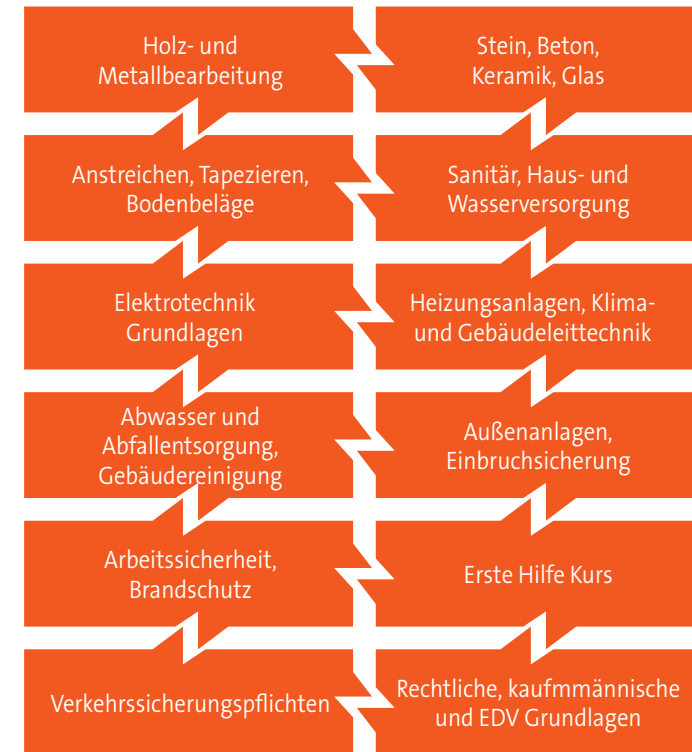 Holz- und
Metallbearbeitung
Stein, Beton,
Keramik, Glas
Anstreichen, Tapezieren,
Bodenbeläge
Sanitär, Haus- und
Wasserversorgung
Elektrotechnik
Grundlagen
Heizungsanlagen, Klima-
und Gebäudeleittechnik
Abwasser und
Abfallentsorgung,
Gebäudereinigung
Außenanlagen,
Einbruchsicherung
Arbeitssicherheit,
Brandschutz
Erste Hilfe Kurs
Verkehrssicherungspflichten
Rechtliche, kaufmmännische
und EDV Grundlagen